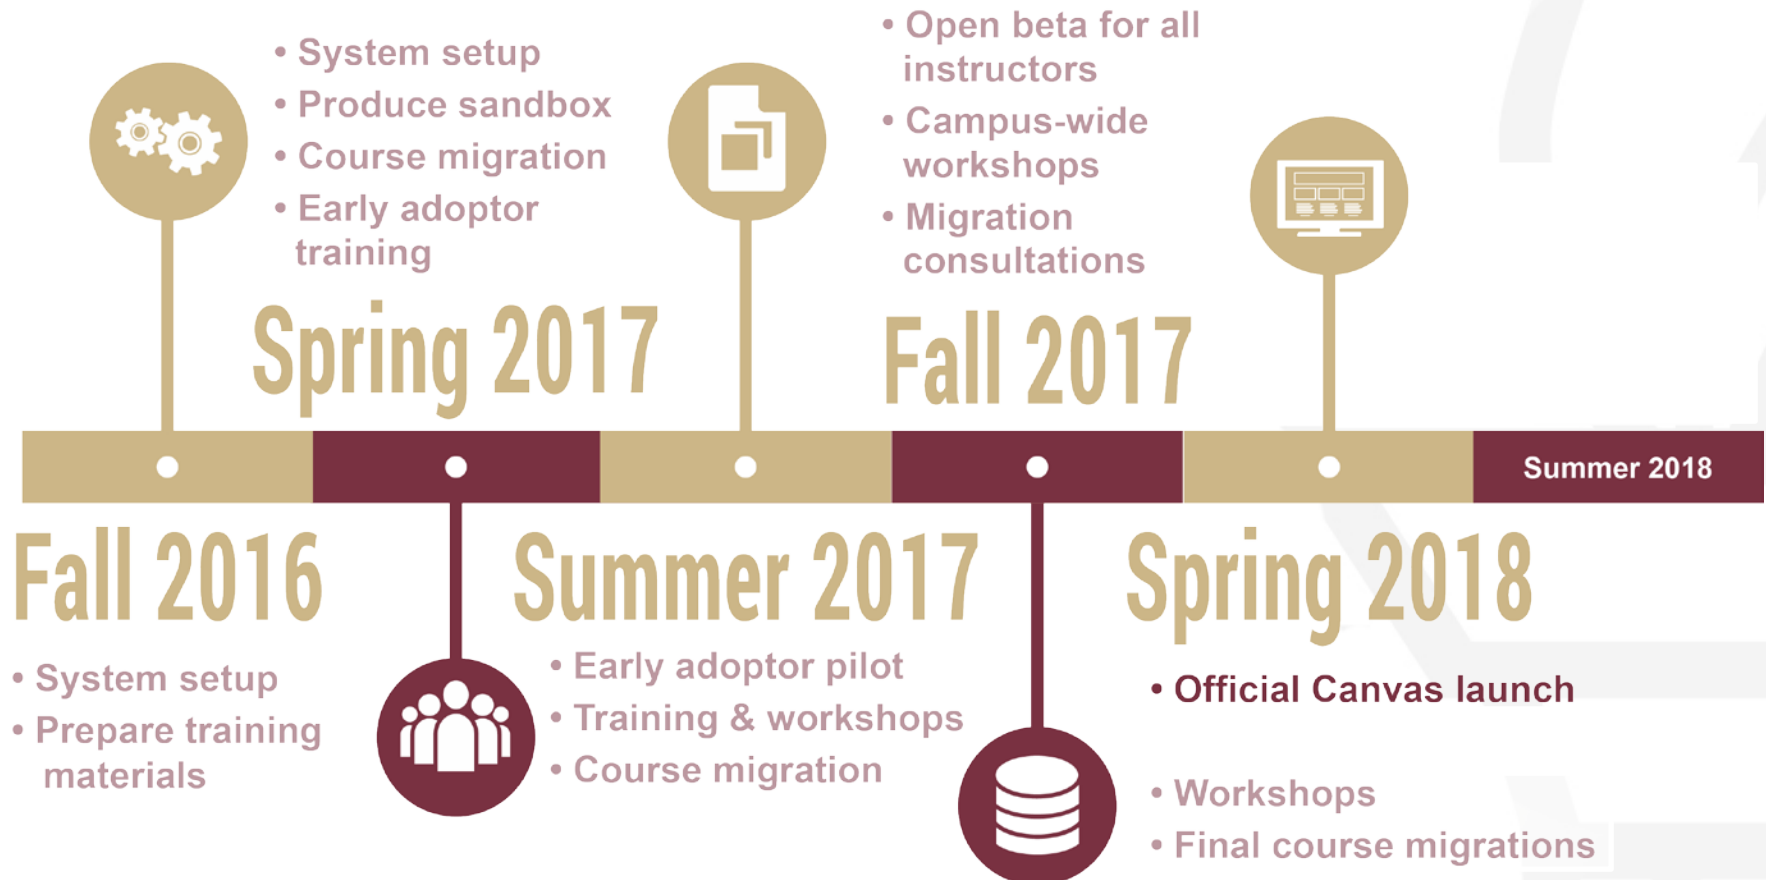 • System setup
• Produce sandbox
• Course migration
• Early adoptor
training
Spring 2017
• Open beta for all
instructors
• Campus-wide
workshops
• Migration
consultations
Fall 2017
Summer 2018
Fall 2016
• System setup
• Prepare training
materials
Summer 2017
• Early adoptor pilot
• Training & workshops
• Course migration
Spring 2018
• Official Canvas launch
• Workshops
• Final course migrations